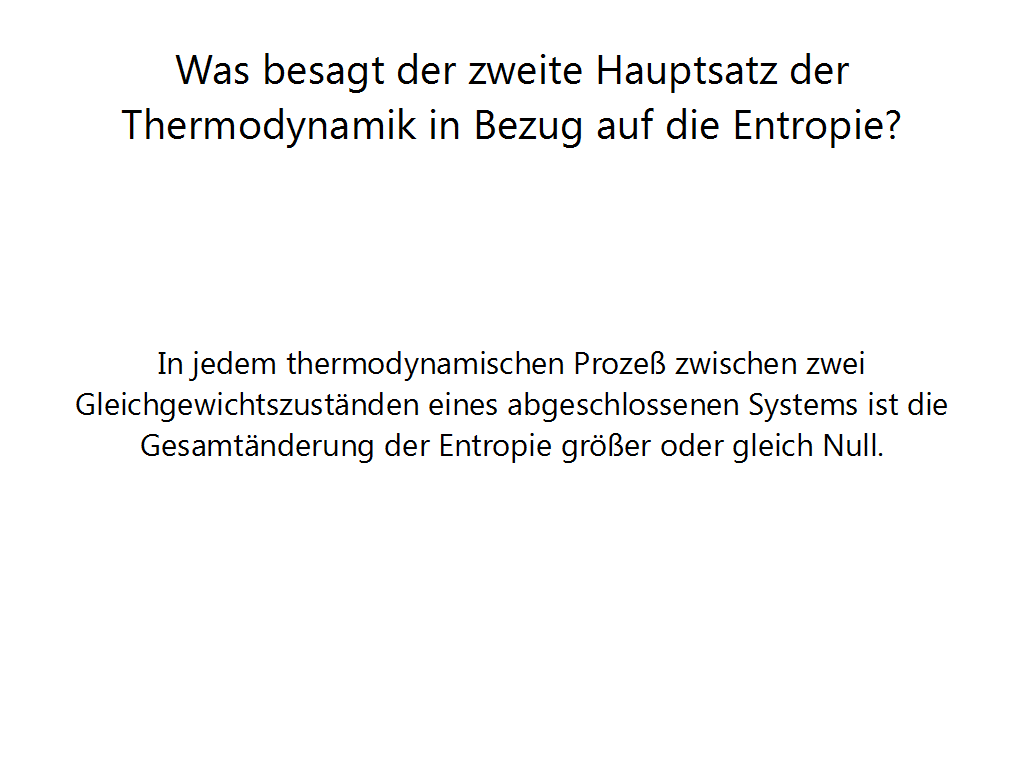 Was besagt der zweite Hauptsatz der
Thermodynamik in Bezug auf die Entropie?
In jedem thermodynamischen Prozeß zwischen zwei
Gleichgewichtszuständen eines abgeschlossenen Systems ist die
Gesamtänderung der Entropie größer oder gleich Null.